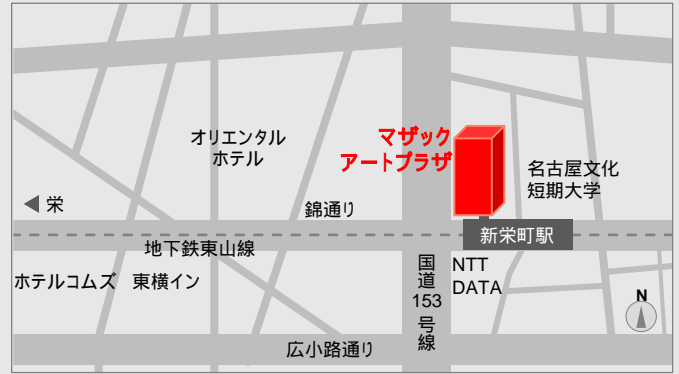 オリエンタル
ホテル
マザック
アートプラザ
名古屋文化
短期大学
栄
錦通り
新栄町駅
地下鉄東山線
ホテルコムズ
東横イン
国道
153
号線
NTT
DATA
N
広小路通り